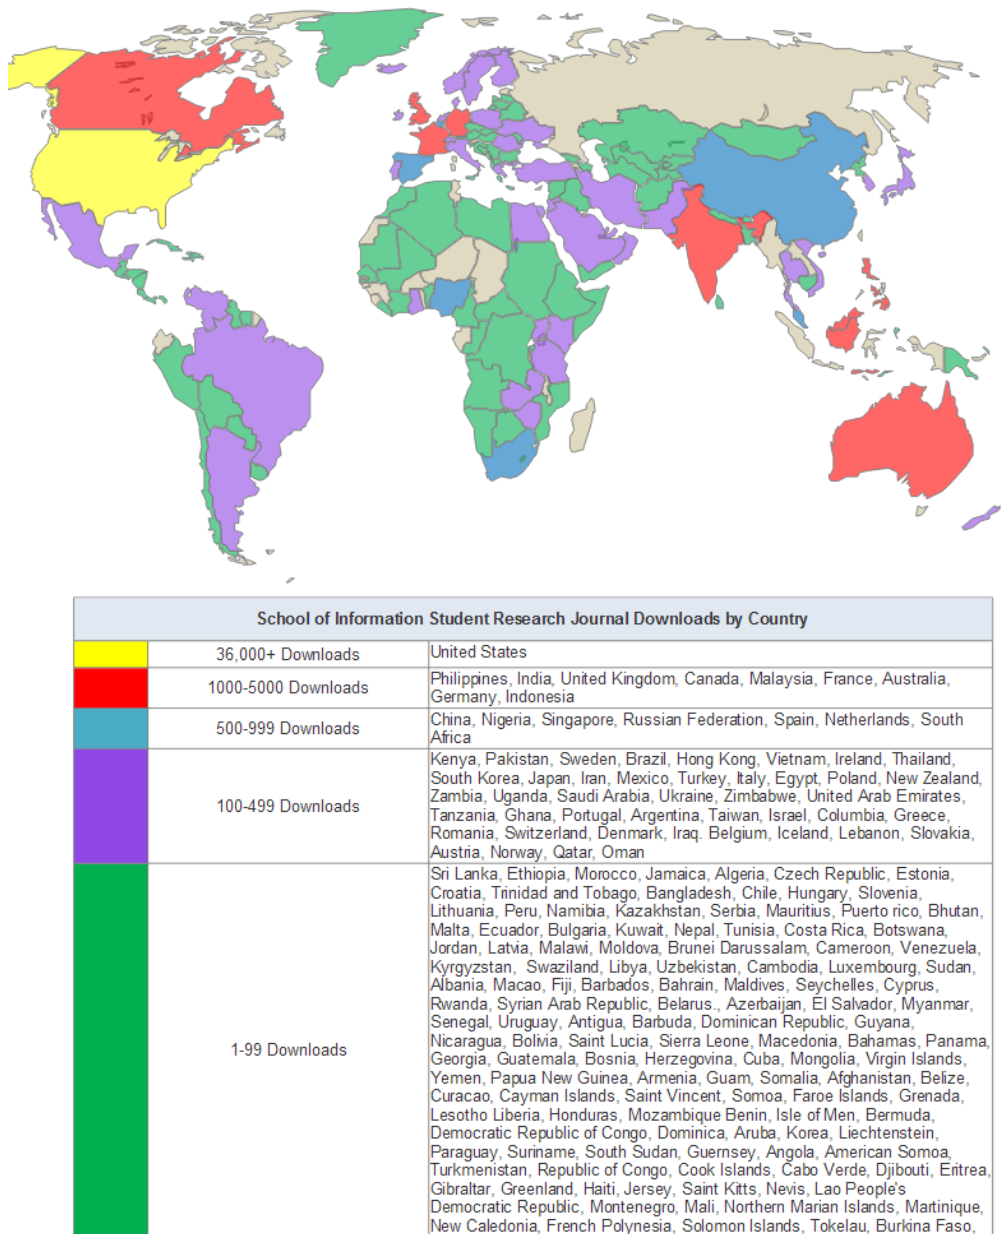 School of Information Student Research Journal Downloads by Country
36,000+ Downloads
United States
1000-5000 Downloads
Philippines, India, United Kingdom, Canada, Malaysia, France, Australia,
Germany, Indonesia
500-999 Downloads
China, Nigeria, Singapore, Russian Federation, Spain, Netherlands, South
Africa
100-499 Downloads
Kenya, Pakistan, Sweden, Brazil, Hong Kong, Vietnam, Ireland, Thailand,
South Korea, Japan, Iran, Mexico, Turkey, Italy, Egypt, Poland, New Zealand,
Zambia, Uganda, Saudi Arabia, Ukraine, Zimbabwe, United Arab Emirates,
Tanzania, Ghana, Portugal, Argentina, Taiwan, Israel, Columbia, Greece,
Romania, Switzerland, Denmark, Iraq. Belgium, Iceland, Lebanon, Slovakia,
Austria, Norway, Qatar, Oman
1-99 Downloads
Sri Lanka, Ethiopia, Morocco, Jamaica, Algeria, Czech Republic, Estonia,
Croatia, Trinidad and Tobago, Bangladesh, Chile, Hungary, Slovenia,
Lithuania, Peru, Namibia, Kazakhstan, Serbia, Mauritius, Puerto rico, Bhutan,
Malta, Ecuador, Bulgaria, Kuwait, Nepal, Tunisia, Costa Rica, Botswana,
Jordan, Latvia, Malawi, Moldova, Brunei Darussalam, Cameroon, Venezuela,
Kyrgyzstan, Swaziland, Libya, Uzbekistan, Cambodia, Luxembourg, Sudan,
Albania, Macao, Fiji, Barbados, Bahrain, Maldives, Seychelles, Cyprus,
Rwanda, Syrian Arab Republic, Belarus., Azerbaijan, El Salvador, Myanmar,
Senegal, Uruguay, Antigua, Barbuda, Dominican Republic, Guyana,
Nicaragua, Bolivia, Saint Lucia, Sierra Leone, Macedonia, Bahamas, Panama,
Georgia, Guatemala, Bosnia, Herzegovina, Cuba, Mongolia, Virgin Islands,
Yemen, Papua New Guinea, Armenia, Guam, Somalia, Afghanistan, Belize,
Curacao, Cayman Islands, Saint Vincent, Somoa, Faroe Islands, Grenada,
Lesotho Liberia, Honduras, Mozambique Benin, Isle of Men, Bermuda,
Democratic Republic of Congo, Dominica, Aruba, Korea, Liechtenstein,
Paraguay, Suriname, South Sudan, Guernsey, Angola, American Somoa,
Turkmenistan, Republic of Congo, Cook Islands, Cabo Verde, Djibouti, Eritrea,
Gibraltar, Greenland, Haiti, Jersey, Saint Kitts, Nevis, Lao People's
Democratic Republic, Montenegro, Mali, Northern Marian Islands, Martinique,
New Caledonia, French Polynesia, Solomon Islands, Tokelau, Burkina Faso,